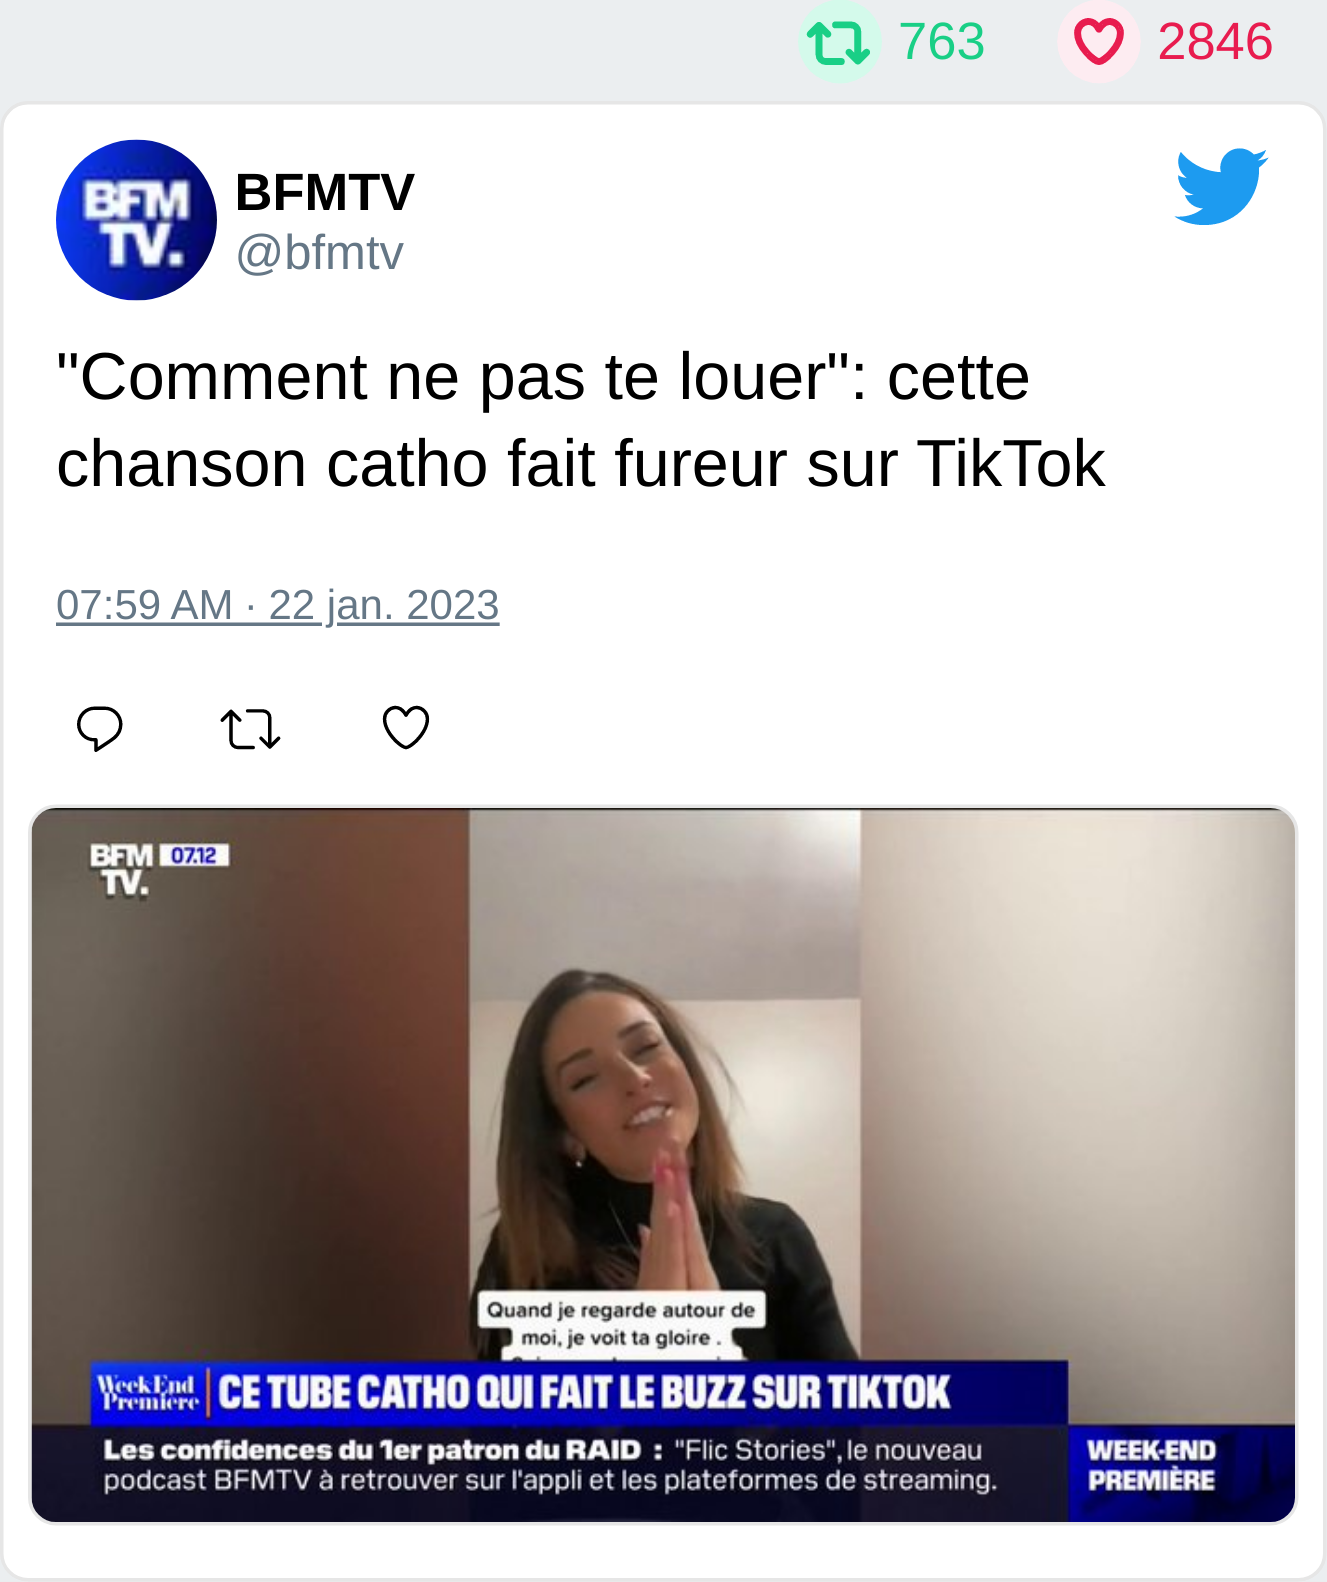 763 2846
BFM
TV.
BFMTV
@bfmtv
"Comment ne pas te louer": cette
chanson catho fait fureur sur TikTok
07:59 AM · 22 jan. 2023
BFM 07.12
TV.
Quand je regarde autour de
moi, je voit ta gloire .
WeekEnd
Première
CE TUBE CATHO QUI FAIT LE BUZZ SUR TIKTOK
Les confidences du 1er patron du RAID : "Flic Stories", le nouveau
podcast BFMTV à retrouver sur l'appli et les plateformes de streaming.
WEEK-END
PREMIÈRE